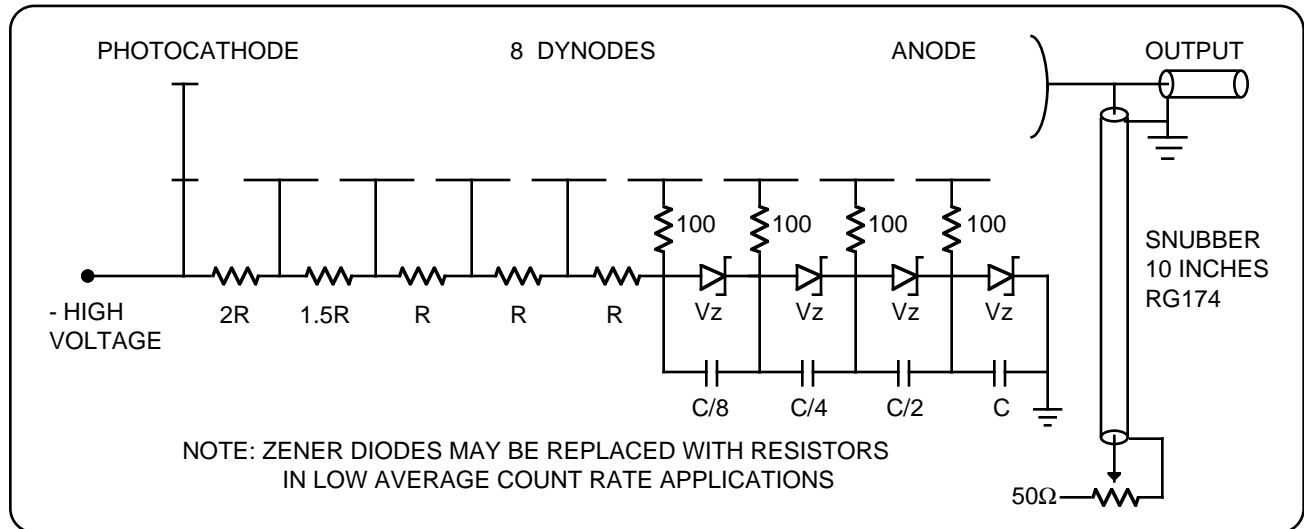 PHOTOCATHODE
8 DYNODES
ANODE
OUTPUT
100
100
100
100
SNUBBER
10 INCHES
RG174
- HIGH
VOLTAGE
2R
1.5R
R
R
R
Vz
Vz
Vz
Vz
C/8
C/4
C/2
C
NOTE: ZENER DIODES MAY BE REPLACED WITH RESISTORS
IN LOW AVERAGE COUNT RATE APPLICATIONS
50Ω